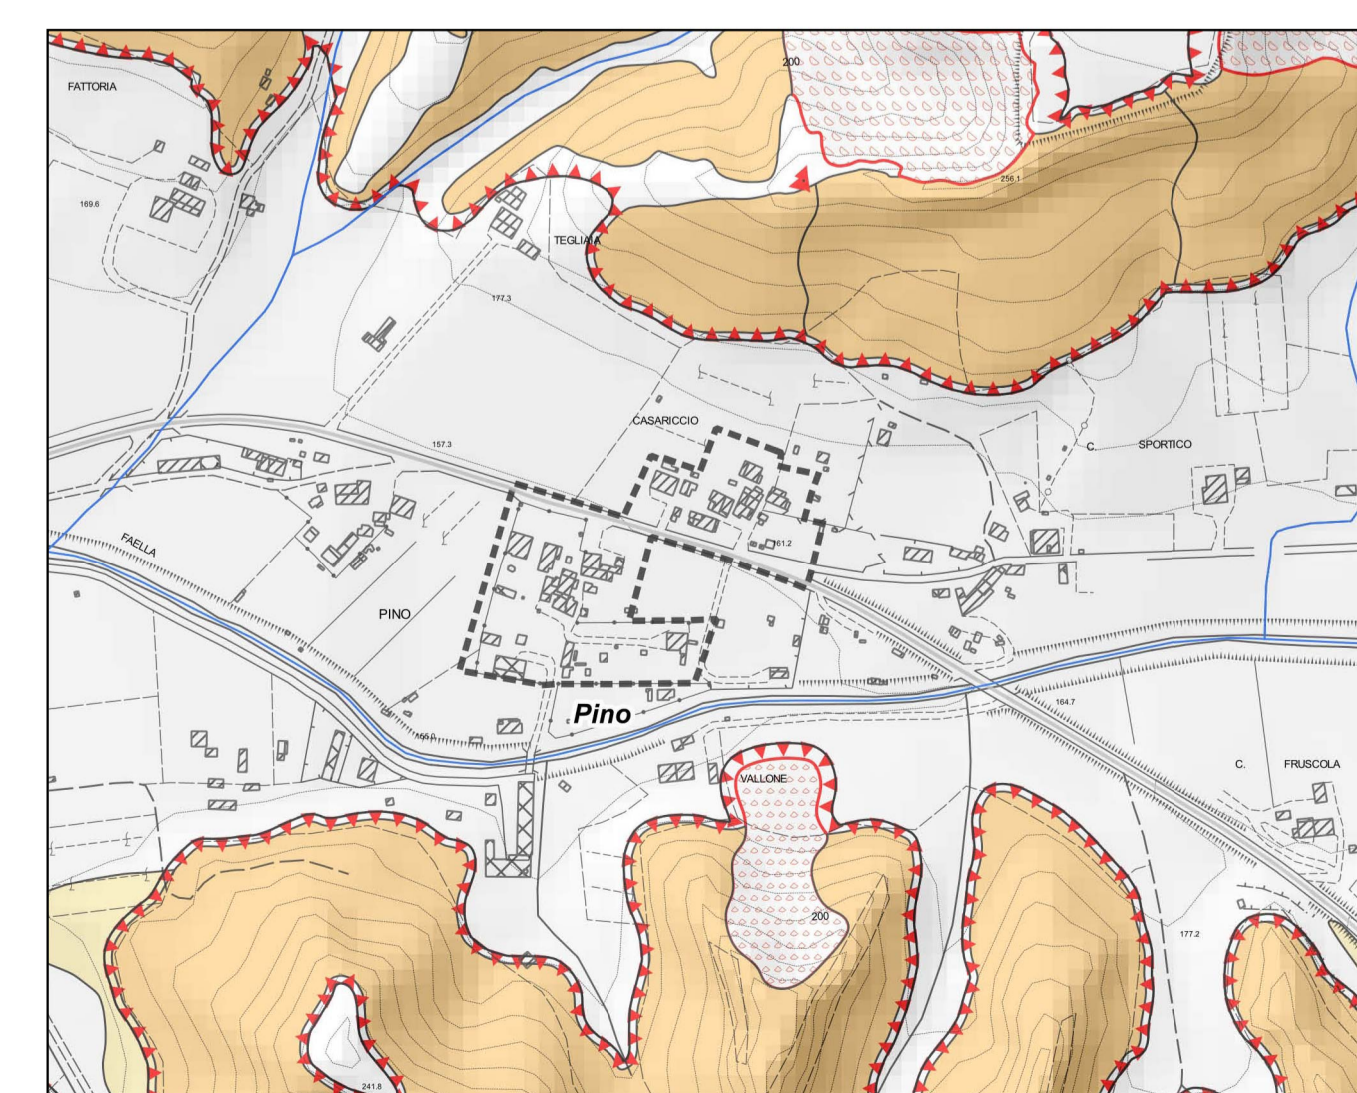 200
FATTORIA
256.1
169.6
TEGLIAIA
177.3
CASARICCIO
157.3
C. SPORTICO
161.2
FAELLA
PINO
164.7
Pino
VALLONE
C. FRUSCOLA
200
177.2
241.8